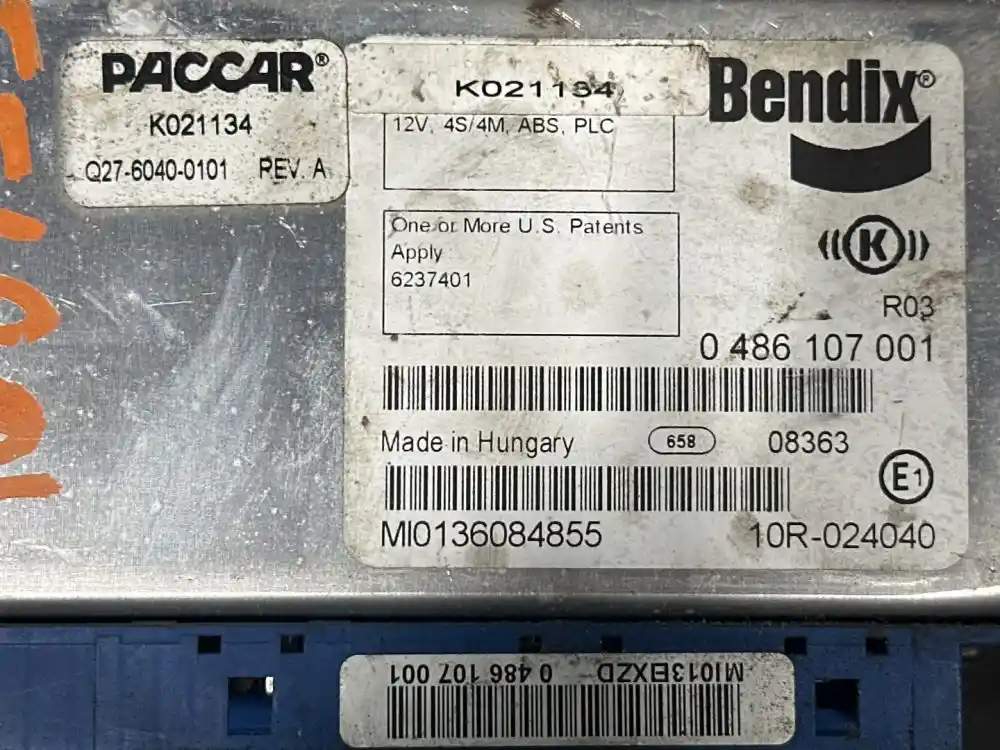 PACCAR®
K021134
Q27-6040-0101 REV. A
K021134
12V, 4S/4M, ABS, PLC
Bendix®
One or More U.S. Patents
Apply
6237401
K
R03
0 486 107 001
Made in Hungary 658 08363
E1
MI0136084855 10R-024040
0 486 107 001